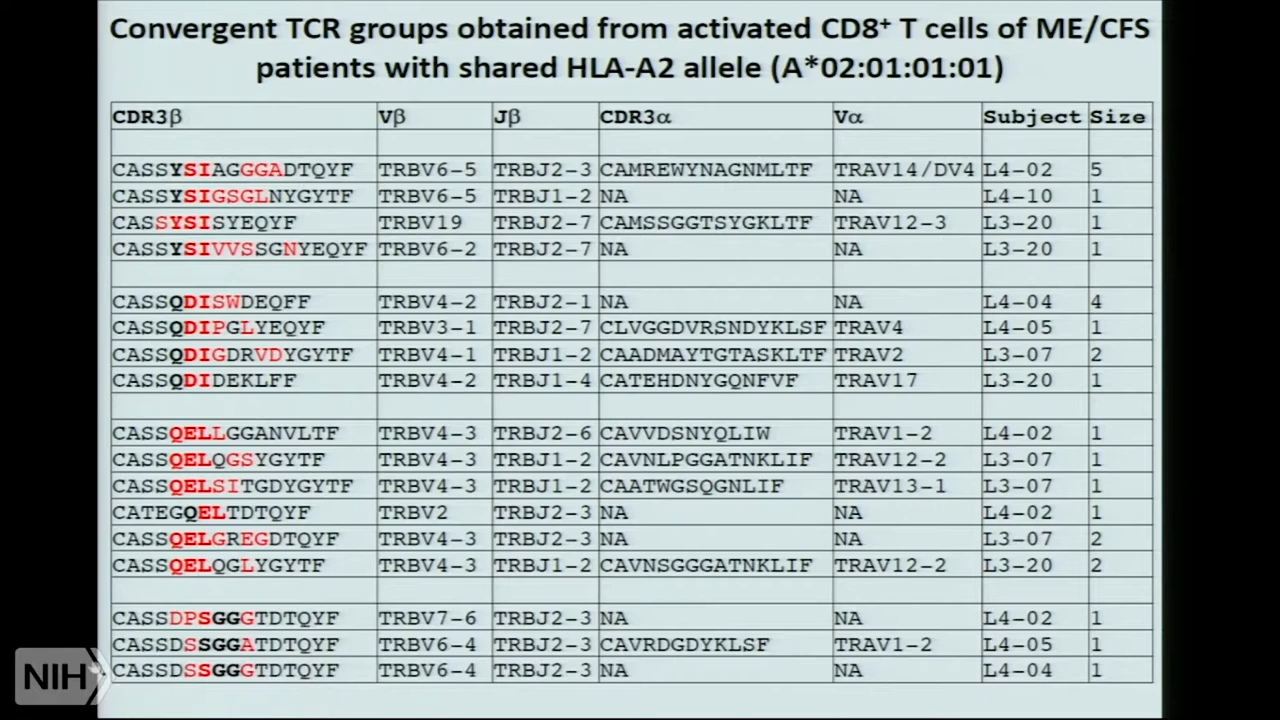 Convergent TCR groups obtained from activated CD8⁺ T cells of ME/CFS
patients with shared HLA-A2 allele (A*02:01:01:01)
CDR3β Vβ Jβ CDR3α Vα Subject Size
CASSYSIAGGGADTQYF TRBV6-5 TRBJ2-3 CAMREWYNAGNMLTF TRAV14/DV4 L4-02 5
CASSYSIGSGLNYGYTF TRBV6-5 TRBJ1-2 NA NA L4-10 1
CASSYSISYEQYF TRBV19 TRBJ2-7 CAMSSGGTSYGKLTF TRAV12-3 L3-20 1
CASSYSIVVSSGNYEQYF TRBV6-2 TRBJ2-7 NA NA L3-20 1
CASSQDISWDEQFF TRBV4-2 TRBJ2-1 NA NA L4-04 4
CASSQDIPGLYEQYF TRBV3-1 TRBJ2-7 CLVGGDVRSNDYKLSF TRAV4 L4-05 1
CASSQDIGDRVDYGYTF TRBV4-1 TRBJ1-2 CAADMAYTGTASKLTF TRAV2 L3-07 2
CASSQDIDEKLFF TRBV4-2 TRBJ1-4 CATEHDNYGQNFVF TRAV17 L3-20 1
CASSQELLGGANVLTF TRBV4-3 TRBJ2-6 CAVVDSNYQLIW TRAV1-2 L4-02 1
CASSQELQGSYGYTF TRBV4-3 TRBJ1-2 CAVNLPGGATNKLIF TRAV12-2 L3-07 1
CASSQELSITGDYGYTF TRBV4-3 TRBJ1-2 CAATWGSQGNLIF TRAV13-1 L3-07 1
CATEGQELTDTQYF TRBV2 TRBJ2-3 NA NA L4-02 1
CASSQELGREGDTQYF TRBV4-3 TRBJ2-3 NA NA L3-07 2
CASSQELQGLYGYTF TRBV4-3 TRBJ1-2 CAVNSGGGATNKLIF TRAV12-2 L3-20 2
CASSDPSGGGTDTQYF TRBV7-6 TRBJ2-3 NA NA L4-02 1
CASSDSSGGATDTQYF TRBV6-4 TRBJ2-3 CAVRDGDYKLSF TRAV1-2 L4-05 1
CASSDSSGGGTDTQYF TRBV6-4 TRBJ2-3 NA NA L4-04 1
NIH